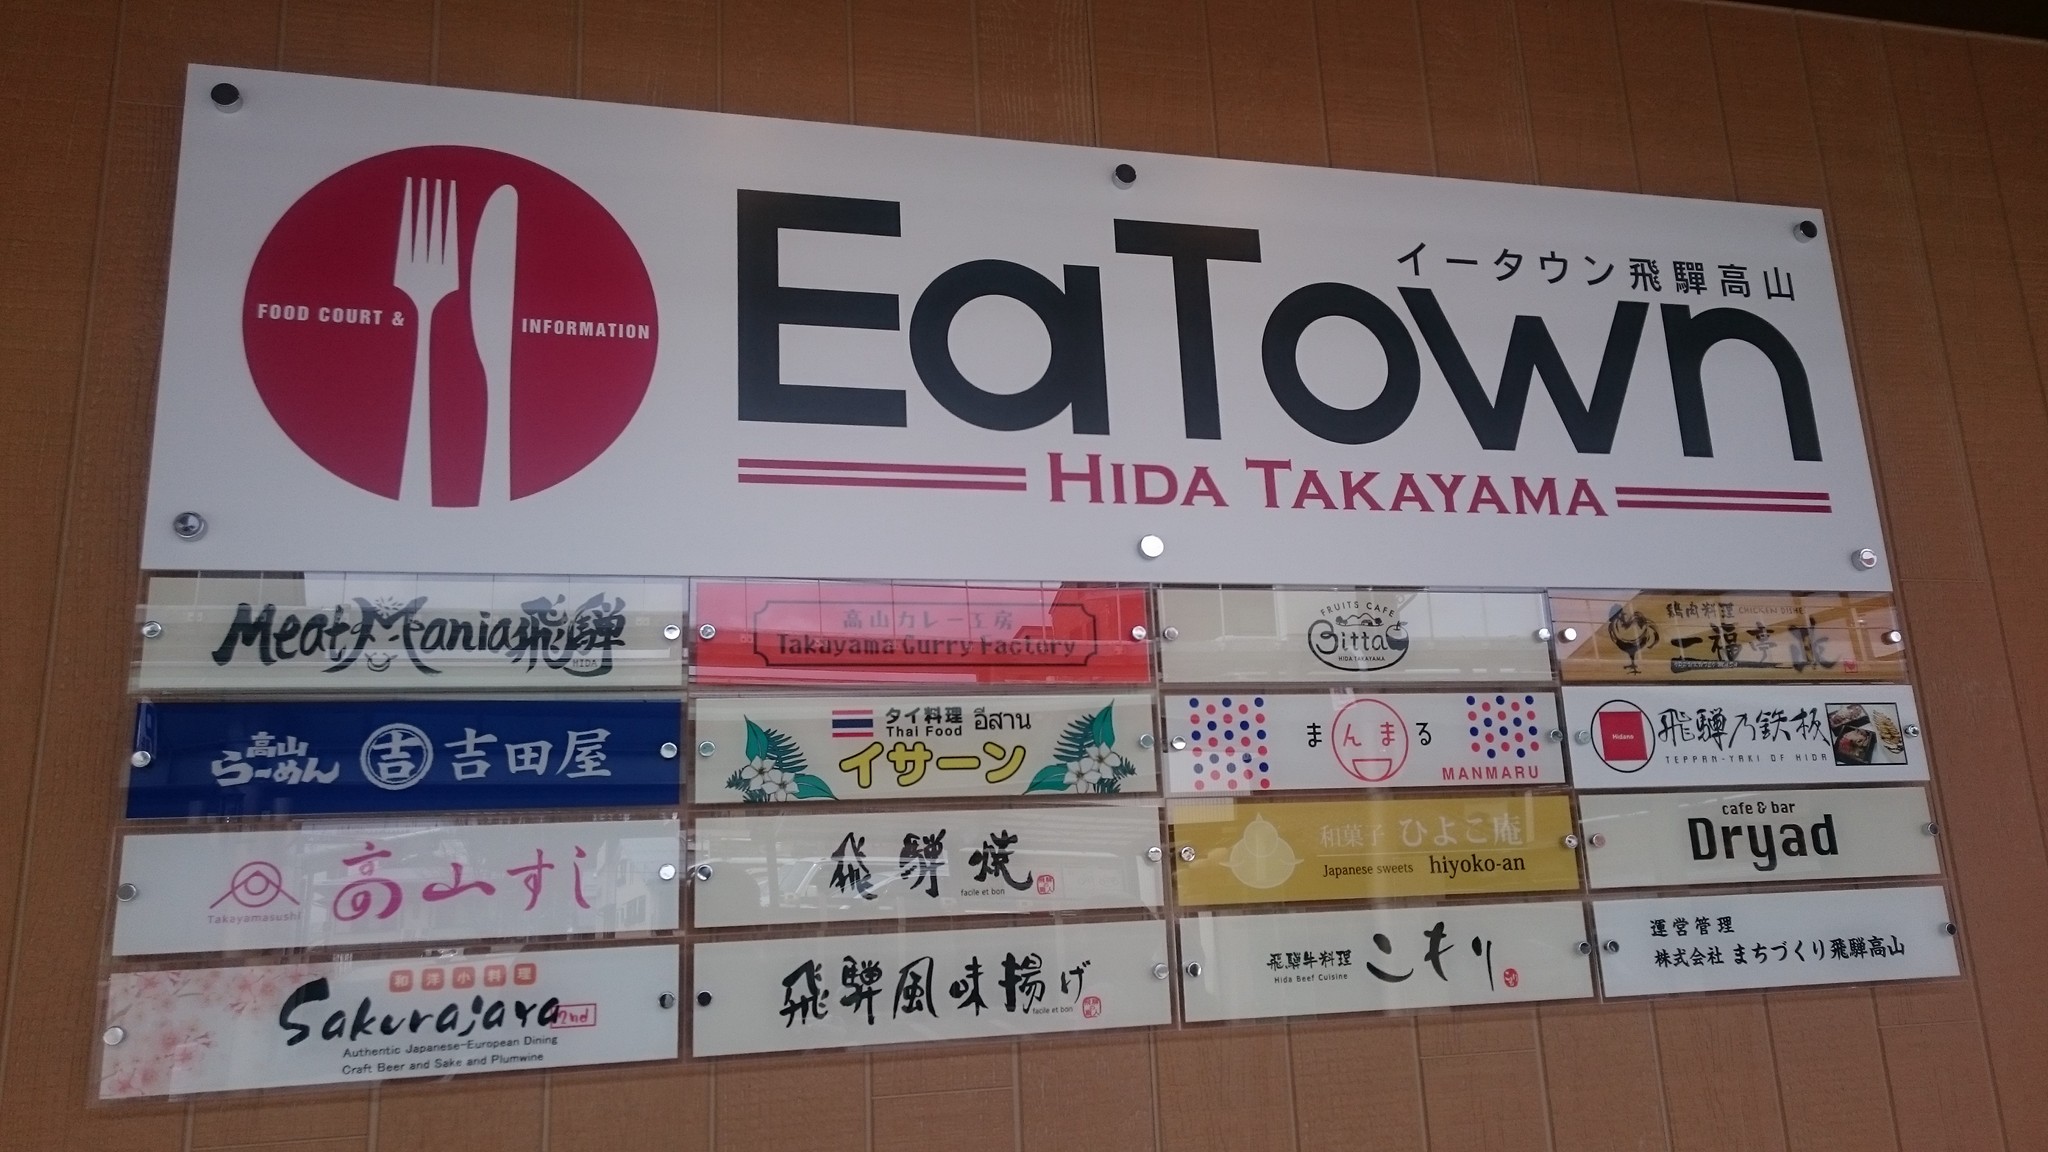 FOOD COURT & INFORMATION
イータウン飛騨高山
EaTown
HIDA TAKAYAMA
Meat Mania飛騨
HIDA
高山カレー工房
Takayama Curry Factory
FRUITS CAFE
Bitta
HIDA TAKAYAMA
鶏肉料理 CHICKEN DISHE
高山らーめん
吉 吉田屋
タイ料理 อีสาน
Thai Food
イサーン
まんまる
MANMARU
Hidano
飛騨乃鉄板
TEPPAN-YAKI OF HIDA
Takayamasushi
高山すし
飛騨焼
facile et bon
和菓子 ひよこ庵
Japanese sweets hiyoko-an
cafe & bar
Dryad
和洋小料理
Sakurajaya 2nd
Authentic Japanese-European Dining
Craft Beer and Sake and Plumwine
飛騨風味揚げ
facile et bon
飛騨牛料理
Hida Beef Cuisine
こもり
運営管理
株式会社 まちづくり飛騨高山